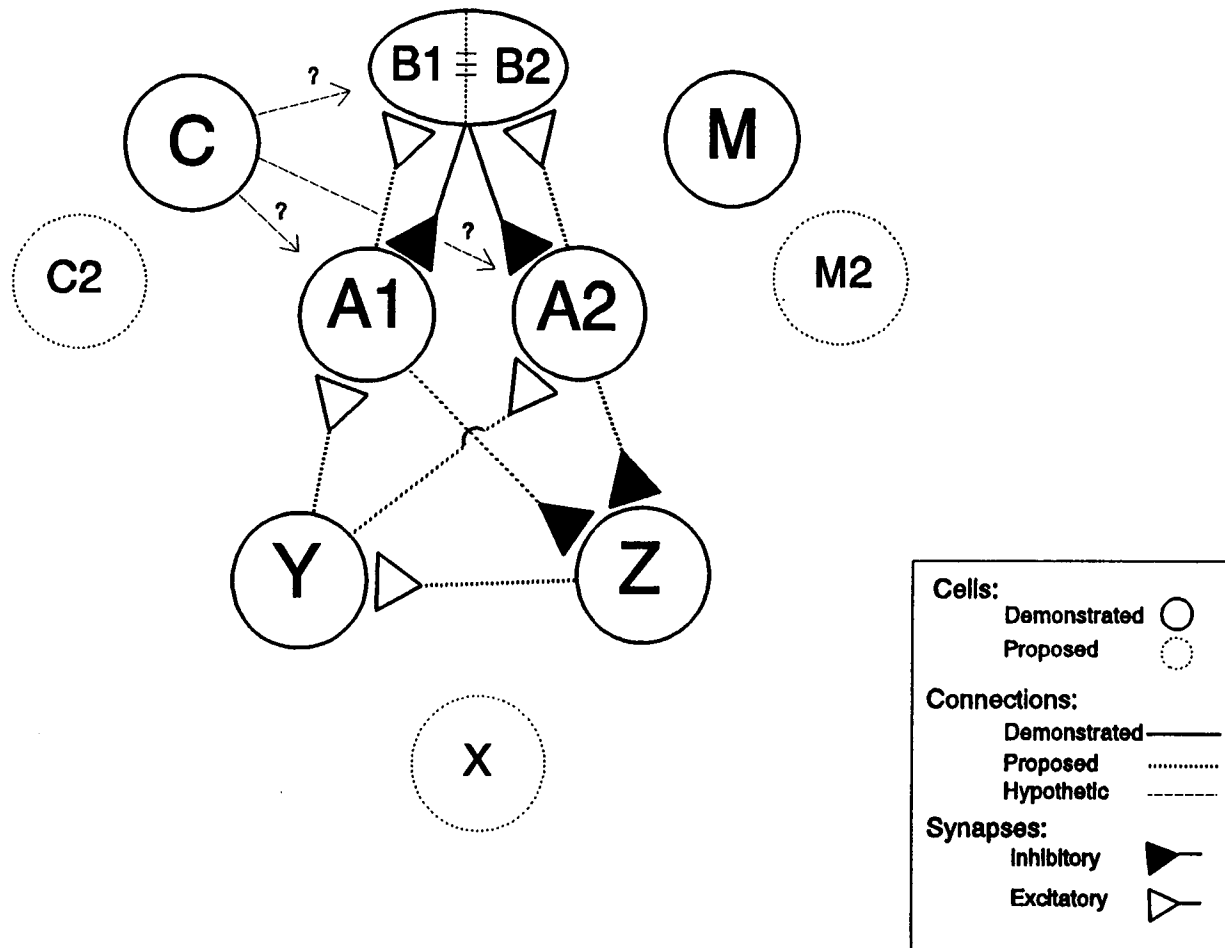 B1 B2
?
C
M
?
?
C2
M2
A1
A2
Y
Z
X
Cells:
Demonstrated
Proposed
Connections:
Demonstrated
Proposed
Hypothetic
Synapses:
Inhibitory
Excitatory